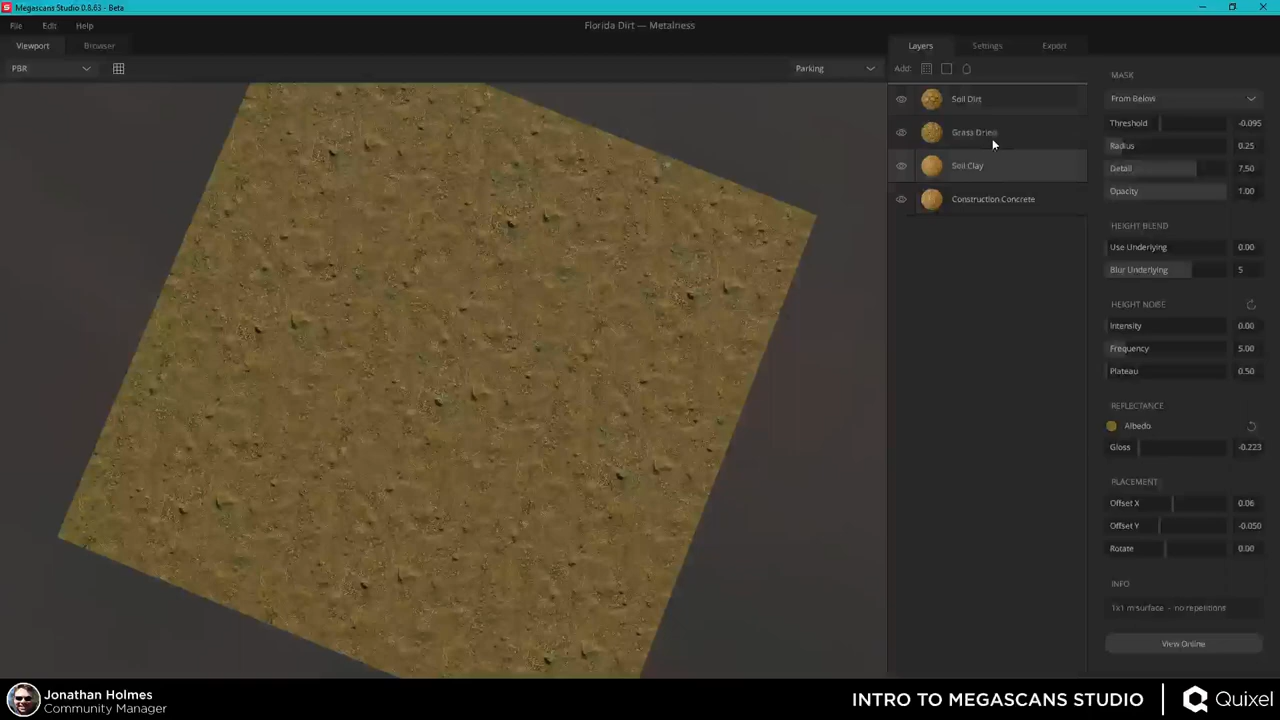 Megascans Studio 0.8.63 - Beta
File Edit Help
Florida Dirt — Metalness
Viewport Browser
PBR
Parking
Layers Settings Export
Add:
Soil Dirt
Grass Dried
Soil Clay
Construction Concrete
MASK
From Below
Threshold -0.095
Radius 0.25
Detail 7.50
Opacity 1.00
HEIGHT BLEND
Use Underlying 0.00
Blur Underlying 5
HEIGHT NOISE
Intensity 0.00
Frequency 5.00
Plateau 0.50
REFLECTANCE
Albedo
Gloss -0.223
PLACEMENT
Offset X 0.06
Offset Y -0.050
Rotate 0.00
INFO
1x1 m surface – no repetitions
View Online
Jonathan Holmes
Community Manager
INTRO TO MEGASCANS STUDIO
Quixel